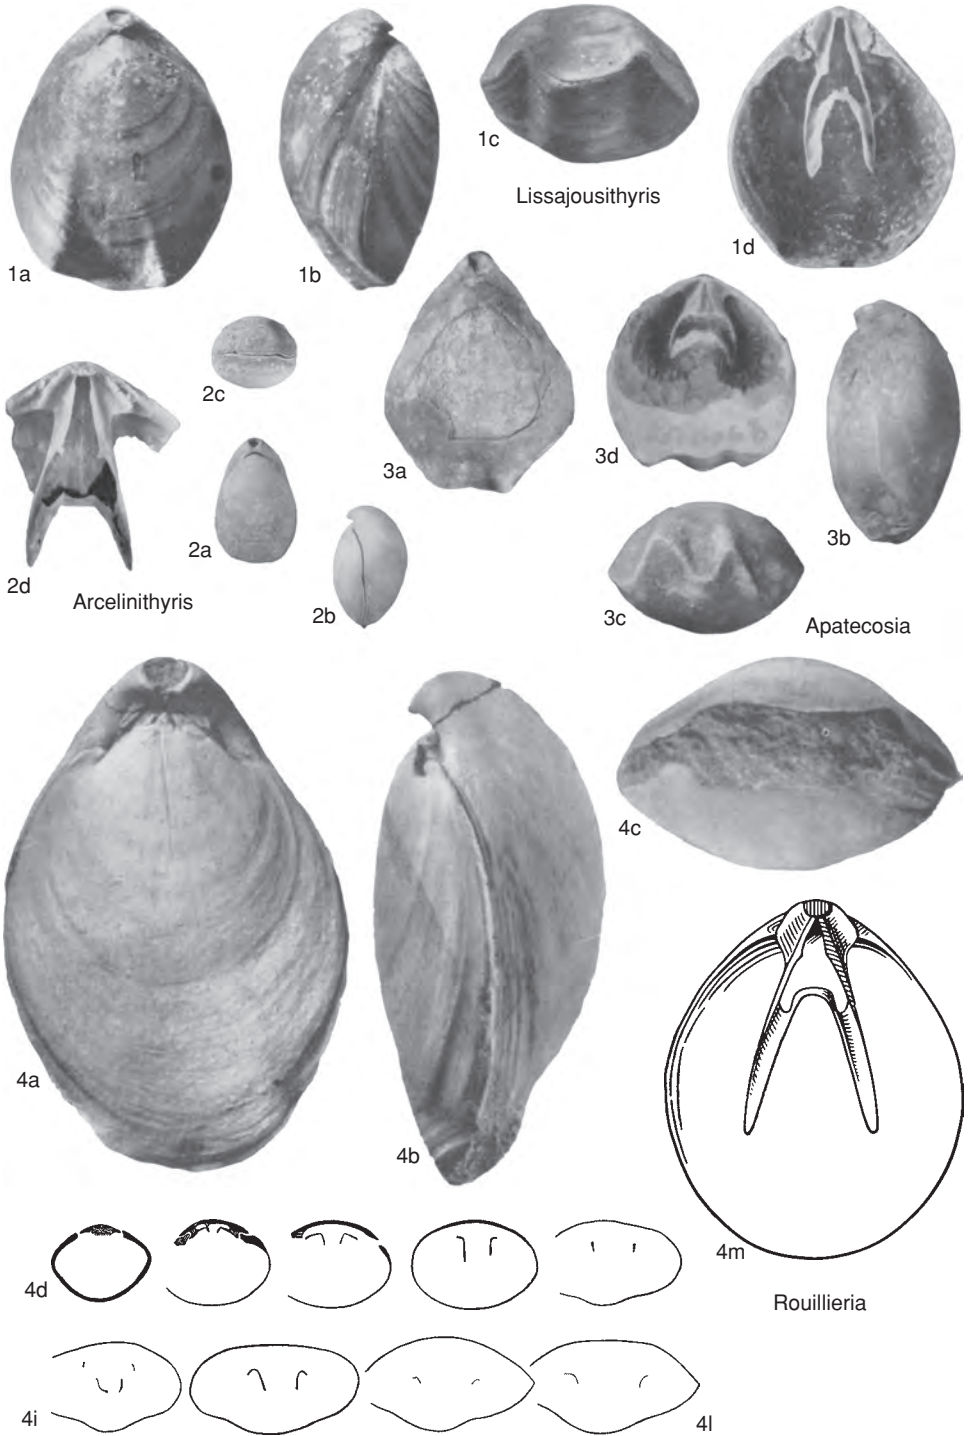 1a
1b
1c
Lissajousithyris
1d
2c
2a
2d
Arcelinithyris
2b
3a
3d
3b
3c
Apatecosia
4a
4b
4c
4m
Rouillieria
4d
4i
4l